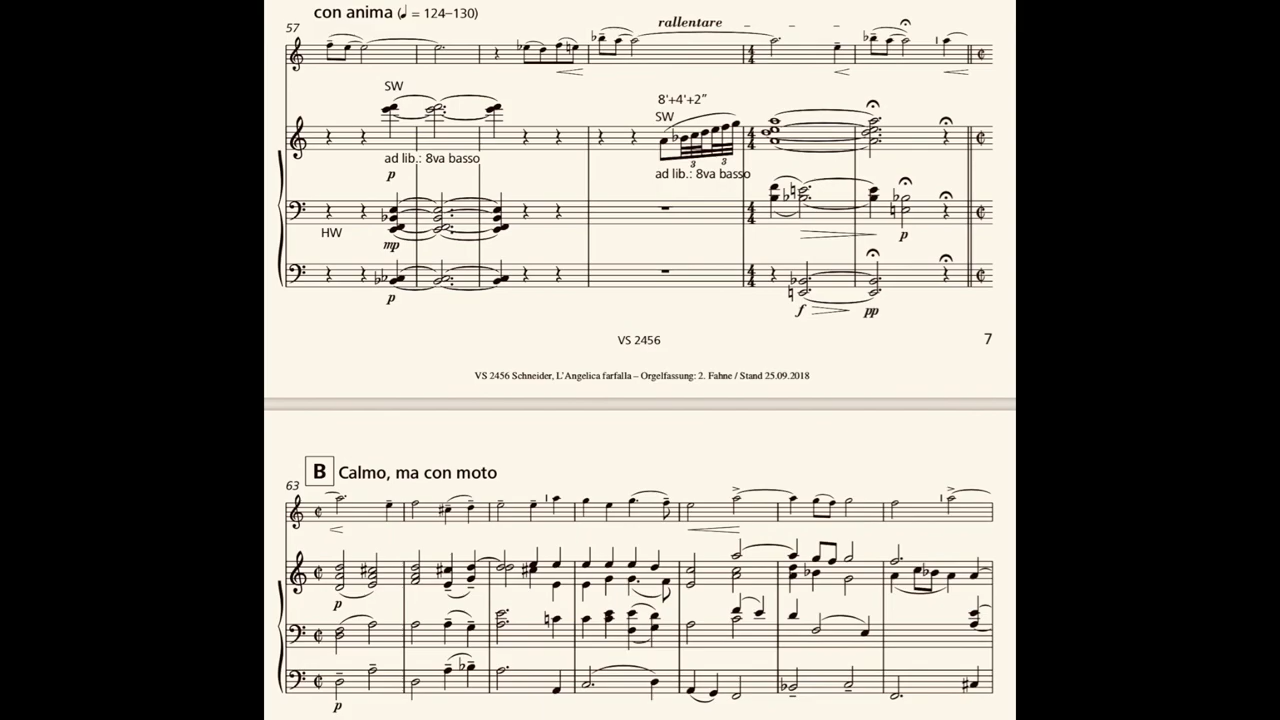 con anima (♩ = 124–130)
rallentare
57
SW
8'+4'+2"
SW
3
3
ad lib.: 8va basso
ad lib.: 8va basso
p
HW
mp
p
p
f
pp
VS 2456
7
VS 2456 Schneider, L'Angelica farfalla – Orgelfassung: 2. Fahne / Stand 25.09.2018
B Calmo, ma con moto
63
p
p